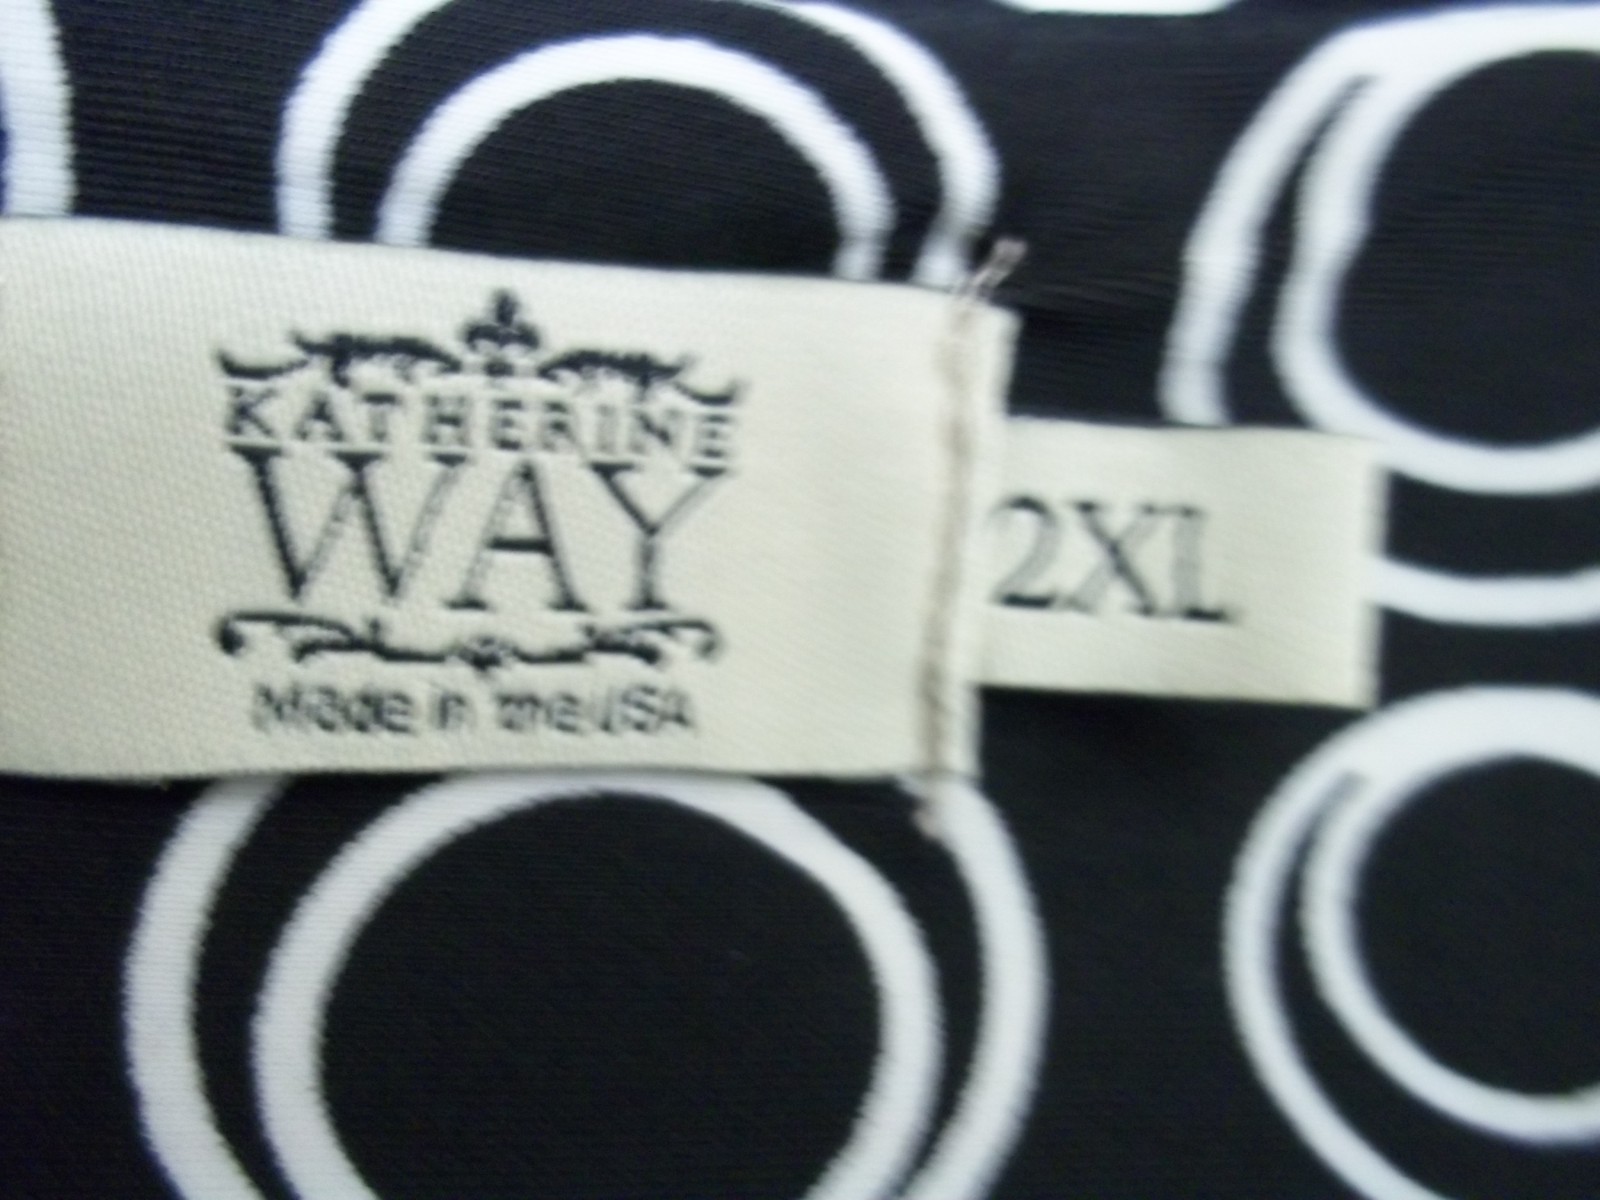 KATHERINE
WAY
Made in the USA
2XL